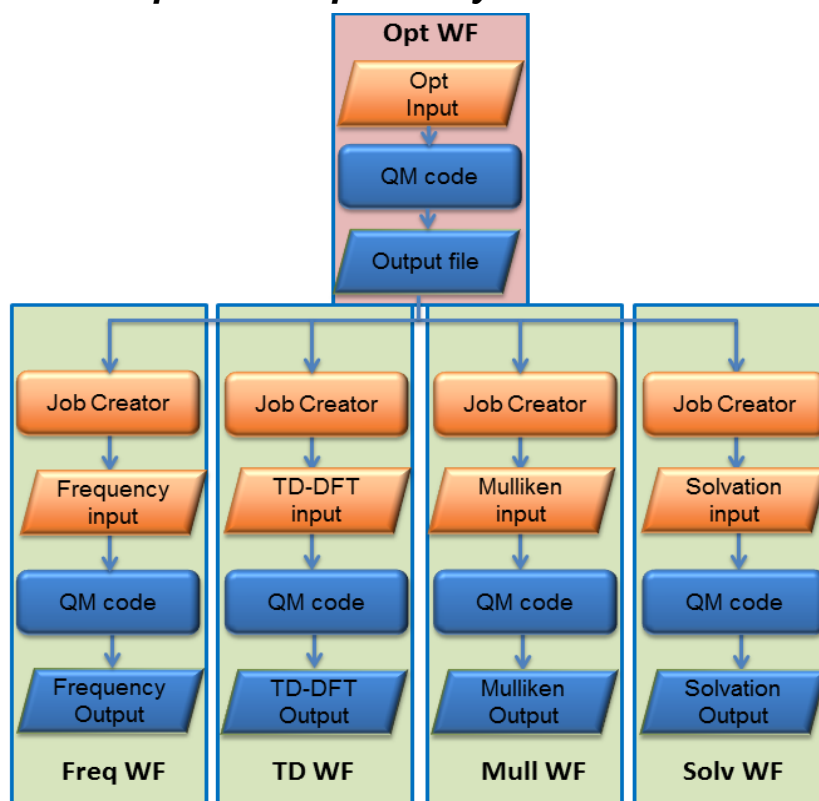 Opt WF
Opt
Input
QM code
Output file
Job Creator
Job Creator
Job Creator
Job Creator
Frequency
input
TD-DFT
input
Mulliken
input
Solvation
input
QM code
QM code
QM code
QM code
Frequency
Output
TD-DFT
Output
Mulliken
Output
Solvation
Output
Freq WF
TD WF
Mull WF
Solv WF